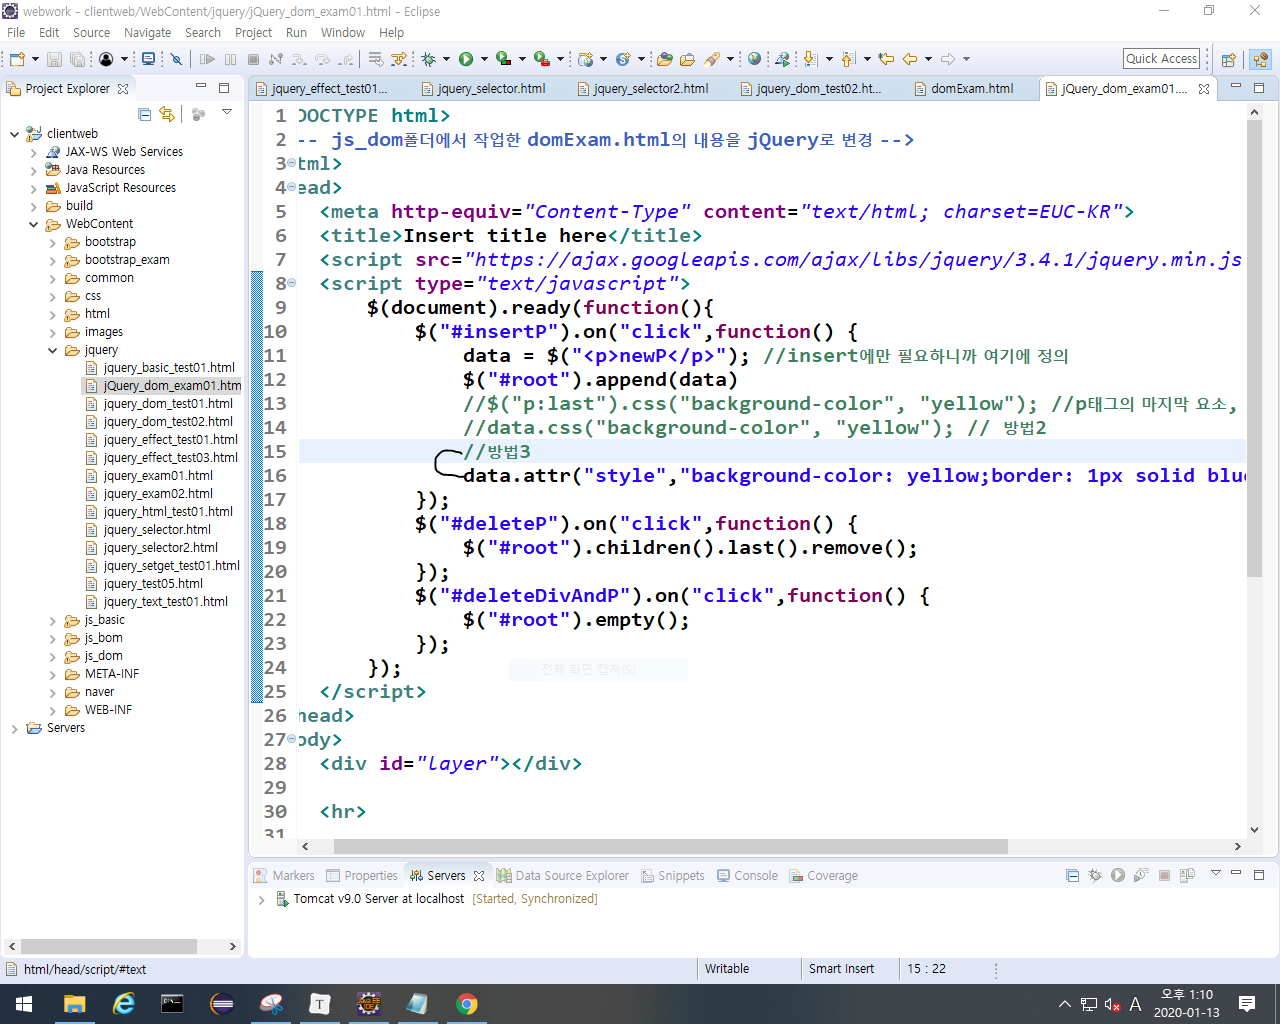 webwork - clientweb/WebContent/jquery/jQuery_dom_exam01.html - Eclipse
File Edit Source Navigate Search Project Run Window Help
Quick Access
Project Explorer
jquery_effect_test01... jquery_selector.html jquery_selector2.html jquery_dom_test02.ht... domExam.html jQuery_dom_exam01....
clientweb
JAX-WS Web Services
Java Resources
JavaScript Resources
build
WebContent
bootstrap
bootstrap_exam
common
css
html
images
jquery
jquery_basic_test01.html
jQuery_dom_exam01.htm
jquery_dom_test01.html
jquery_dom_test02.html
jquery_effect_test01.html
jquery_effect_test03.html
jquery_exam01.html
jquery_exam02.html
jquery_html_test01.html
jquery_selector.html
jquery_selector2.html
jquery_setget_test01.html
jquery_test05.html
jquery_text_test01.html
js_basic
js_bom
js_dom
META-INF
naver
WEB-INF
Servers
1 DOCTYPE html>
2 -- js_dom폴더에서 작업한 domExam.html의 내용을 jQuery로 변경 -->
3 tml>
4 ead>
5 <meta http-equiv="Content-Type" content="text/html; charset=EUC-KR">
6 <title>Insert title here</title>
7 <script src="https://ajax.googleapis.com/ajax/libs/jquery/3.4.1/jquery.min.js
8 <script type="text/javascript">
9 $(document).ready(function(){
10 $("#insertP").on("click",function() {
11 data = $("<p>newP</p>"); //insert에만 필요하니까 여기에 정의
12 $("#root").append(data)
13 //$("p:last").css("background-color", "yellow"); //p태그의 마지막 요소,
14 //data.css("background-color", "yellow"); // 방법2
15 //방법3
16 data.attr("style","background-color: yellow;border: 1px solid blue
17 });
18 $("#deleteP").on("click",function() {
19 $("#root").children().last().remove();
20 });
21 $("#deleteDivAndP").on("click",function() {
22 $("#root").empty();
23 });
24 });
전체 화면 캡처(S)
25 </script>
26 head>
27 ody>
28 <div id="layer"></div>
29
30 <hr>
31
Markers Properties Servers Data Source Explorer Snippets Console Coverage
Tomcat v9.0 Server at localhost [Started, Synchronized]
html/head/script/#text Writable Smart Insert 15 : 22
A 오후 1:10
2020-01-13